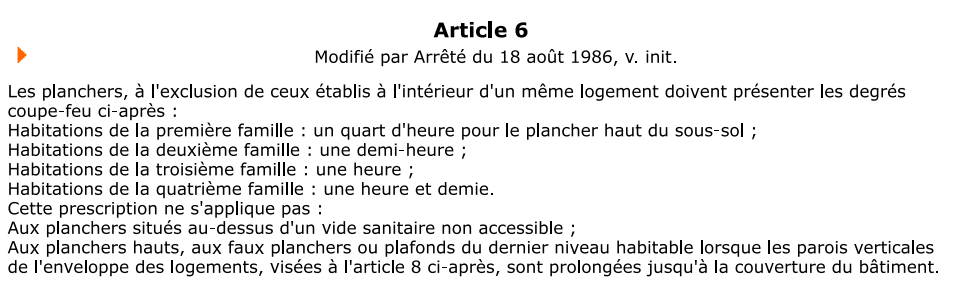 Article 6
Modifié par Arrêté du 18 août 1986, v. init.
Les planchers, à l'exclusion de ceux établis à l'intérieur d'un même logement doivent présenter les degrés
coupe-feu ci-après :
Habitations de la première famille : un quart d'heure pour le plancher haut du sous-sol ;
Habitations de la deuxième famille : une demi-heure ;
Habitations de la troisième famille : une heure ;
Habitations de la quatrième famille : une heure et demie.
Cette prescription ne s'applique pas :
Aux planchers situés au-dessus d'un vide sanitaire non accessible ;
Aux planchers hauts, aux faux planchers ou plafonds du dernier niveau habitable lorsque les parois verticales
de l'enveloppe des logements, visées à l'article 8 ci-après, sont prolongées jusqu'à la couverture du bâtiment.